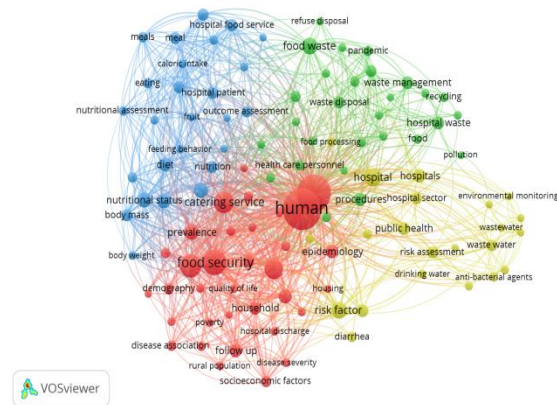 refuse disposal
hospital food service
meals
meal
food waste
pandemic
caloric intake
waste management
eating
hospital patient
recycling
waste disposal
nutritional assessment
outcome assessment
fruit
hospital waste
food processing
food
feeding behavior
pollution
diet
nutrition
health care personnel
hospital
hospitals
nutritional status
catering service
human
procedures
hospital sector
environmental monitoring
body mass
public health
wastewater
prevalence
epidemiology
risk assessment
waste water
body weight
food security
drinking water
anti-bacterial agents
demography
quality of life
housing
household
risk factor
poverty
hospital discharge
diarrhea
disease association
follow up
disease severity
rural population
socioeconomic factors
VOSviewer